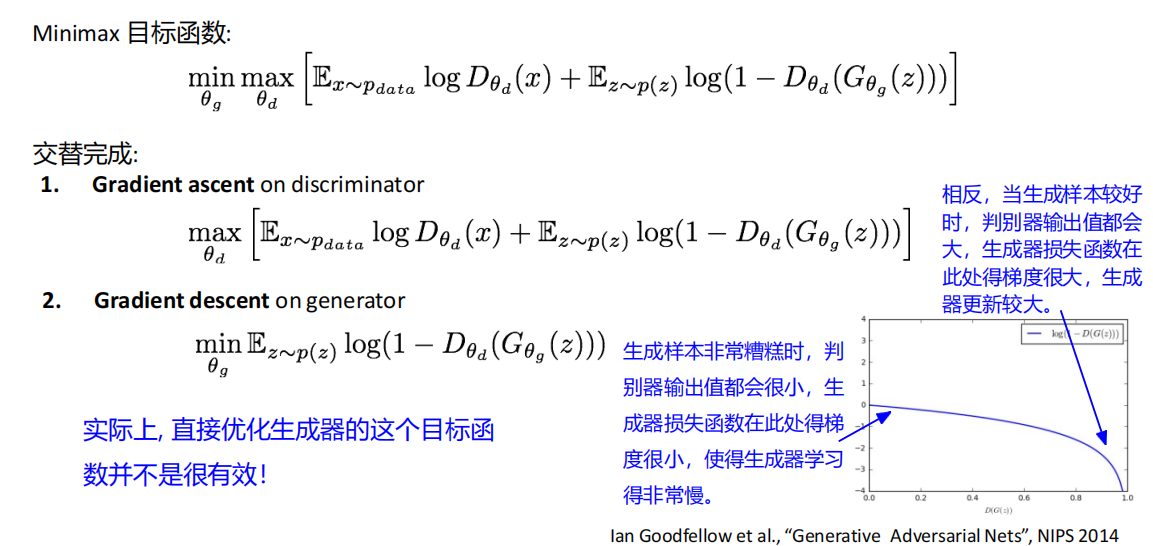 Minimax 目标函数:
$\min_{\theta_g} \max_{\theta_d} \left[ \mathbb{E}_{x \sim p_{data}} \log D_{\theta_d}(x) + \mathbb{E}_{z \sim p(z)} \log(1 - D_{\theta_d}(G_{\theta_g}(z))) \right]$
交替完成:
1. Gradient ascent on discriminator
$\max_{\theta_d} \left[ \mathbb{E}_{x \sim p_{data}} \log D_{\theta_d}(x) + \mathbb{E}_{z \sim p(z)} \log(1 - D_{\theta_d}(G_{\theta_g}(z))) \right]$
2. Gradient descent on generator
$\min_{\theta_g} \mathbb{E}_{z \sim p(z)} \log(1 - D_{\theta_d}(G_{\theta_g}(z)))$
实际上, 直接优化生成器的这个目标函
数并不是很有效！
生成样本非常糟糕时，判
别器输出值都会很小，生
成器损失函数在此处得梯
度很小，使得生成器学习
得非常慢。
相反，当生成样本较好
时，判别器输出值都会
大，生成器损失函数在
此处得梯度很大，生成
器更新较大。
log(1 − D(G(z)))
4
3
2
1
0
−1
−2
−3
−4
0.0 0.2 0.4 0.6 0.8 1.0
D(G(z))
Ian Goodfellow et al., “Generative Adversarial Nets”, NIPS 2014